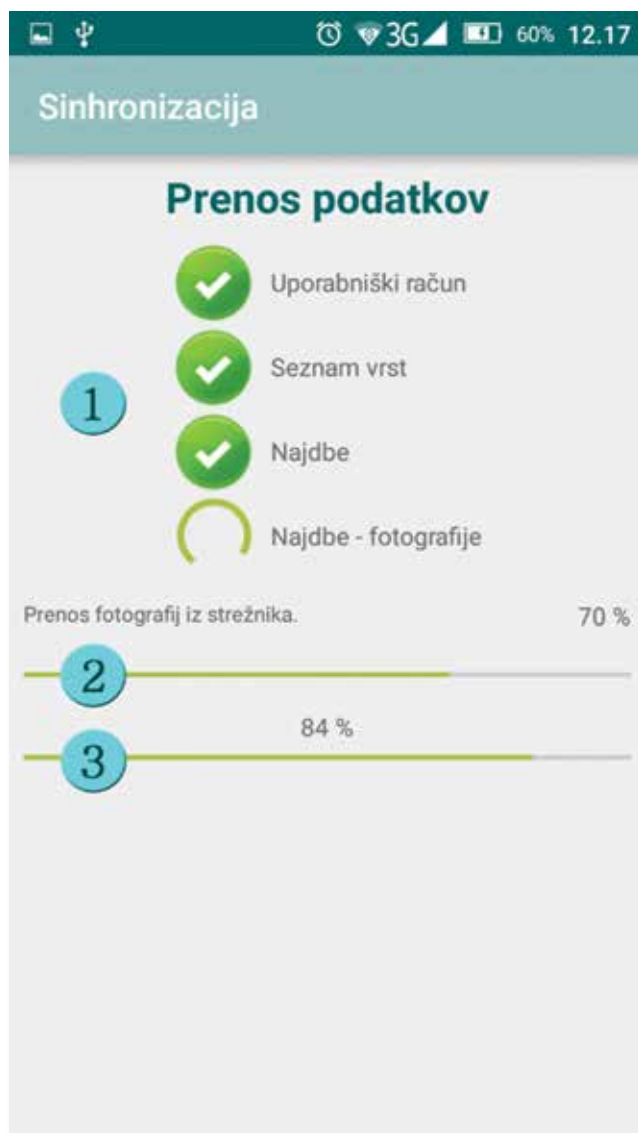 3G 60% 12.17
Sinhronizacija
Prenos podatkov
Uporabniški račun
Seznam vrst
1
Najdbe
Najdbe - fotografije
Prenos fotografij iz strežnika. 70 %
2
84 %
3